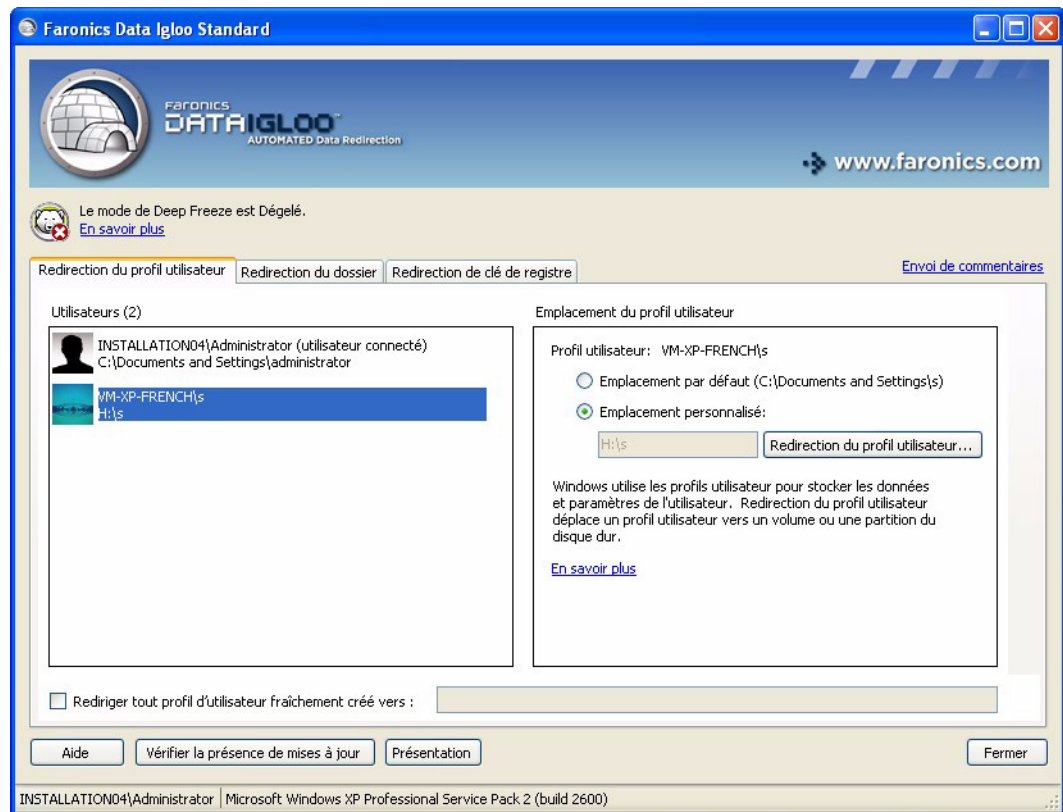 Faronics Data Igloo Standard
Faronics
DATAIGLOO™
AUTOMATED Data Redirection
www.faronics.com
Le mode de Deep Freeze est Dégelé.
En savoir plus
Redirection du profil utilisateur
Redirection du dossier
Redirection de clé de registre
Envoi de commentaires
Utilisateurs (2)
INSTALLATION04\Administrator (utilisateur connecté)
C:\Documents and Settings\administrator
VM-XP-FRENCH\s
H:\s
Emplacement du profil utilisateur
Profil utilisateur: VM-XP-FRENCH\s
Emplacement par défaut (C:\Documents and Settings\s)
Emplacement personnalisé:
H:\s
Redirection du profil utilisateur...
Windows utilise les profils utilisateur pour stocker les données
et paramètres de l'utilisateur. Redirection du profil utilisateur
déplace un profil utilisateur vers un volume ou une partition du
disque dur.
En savoir plus
Rediriger tout profil d'utilisateur fraîchement créé vers :
Aide
Vérifier la présence de mises à jour
Présentation
Fermer
INSTALLATION04\Administrator
Microsoft Windows XP Professional Service Pack 2 (build 2600)